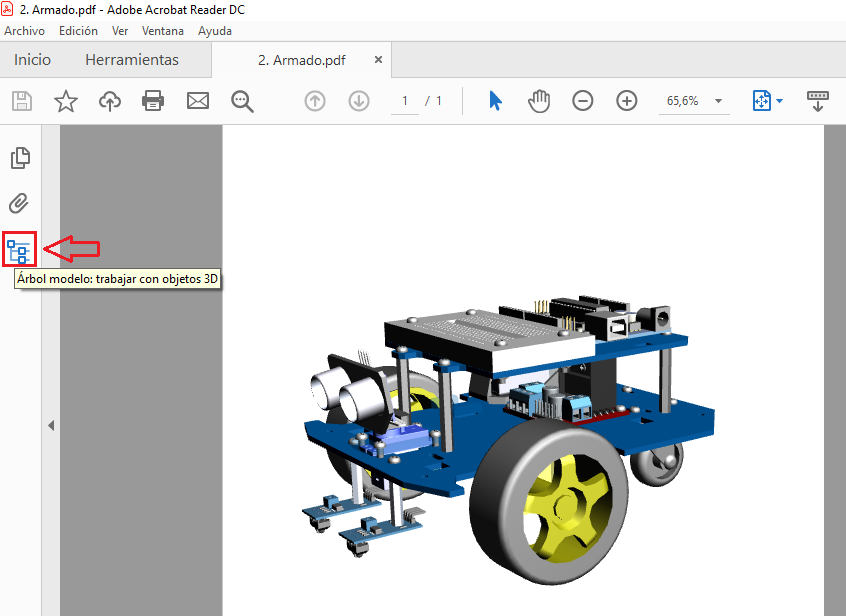 2. Armado.pdf - Adobe Acrobat Reader DC
Archivo Edición Ver Ventana Ayuda
Inicio Herramientas 2. Armado.pdf ×
1 / 1 65,6%
Árbol modelo: trabajar con objetos 3D